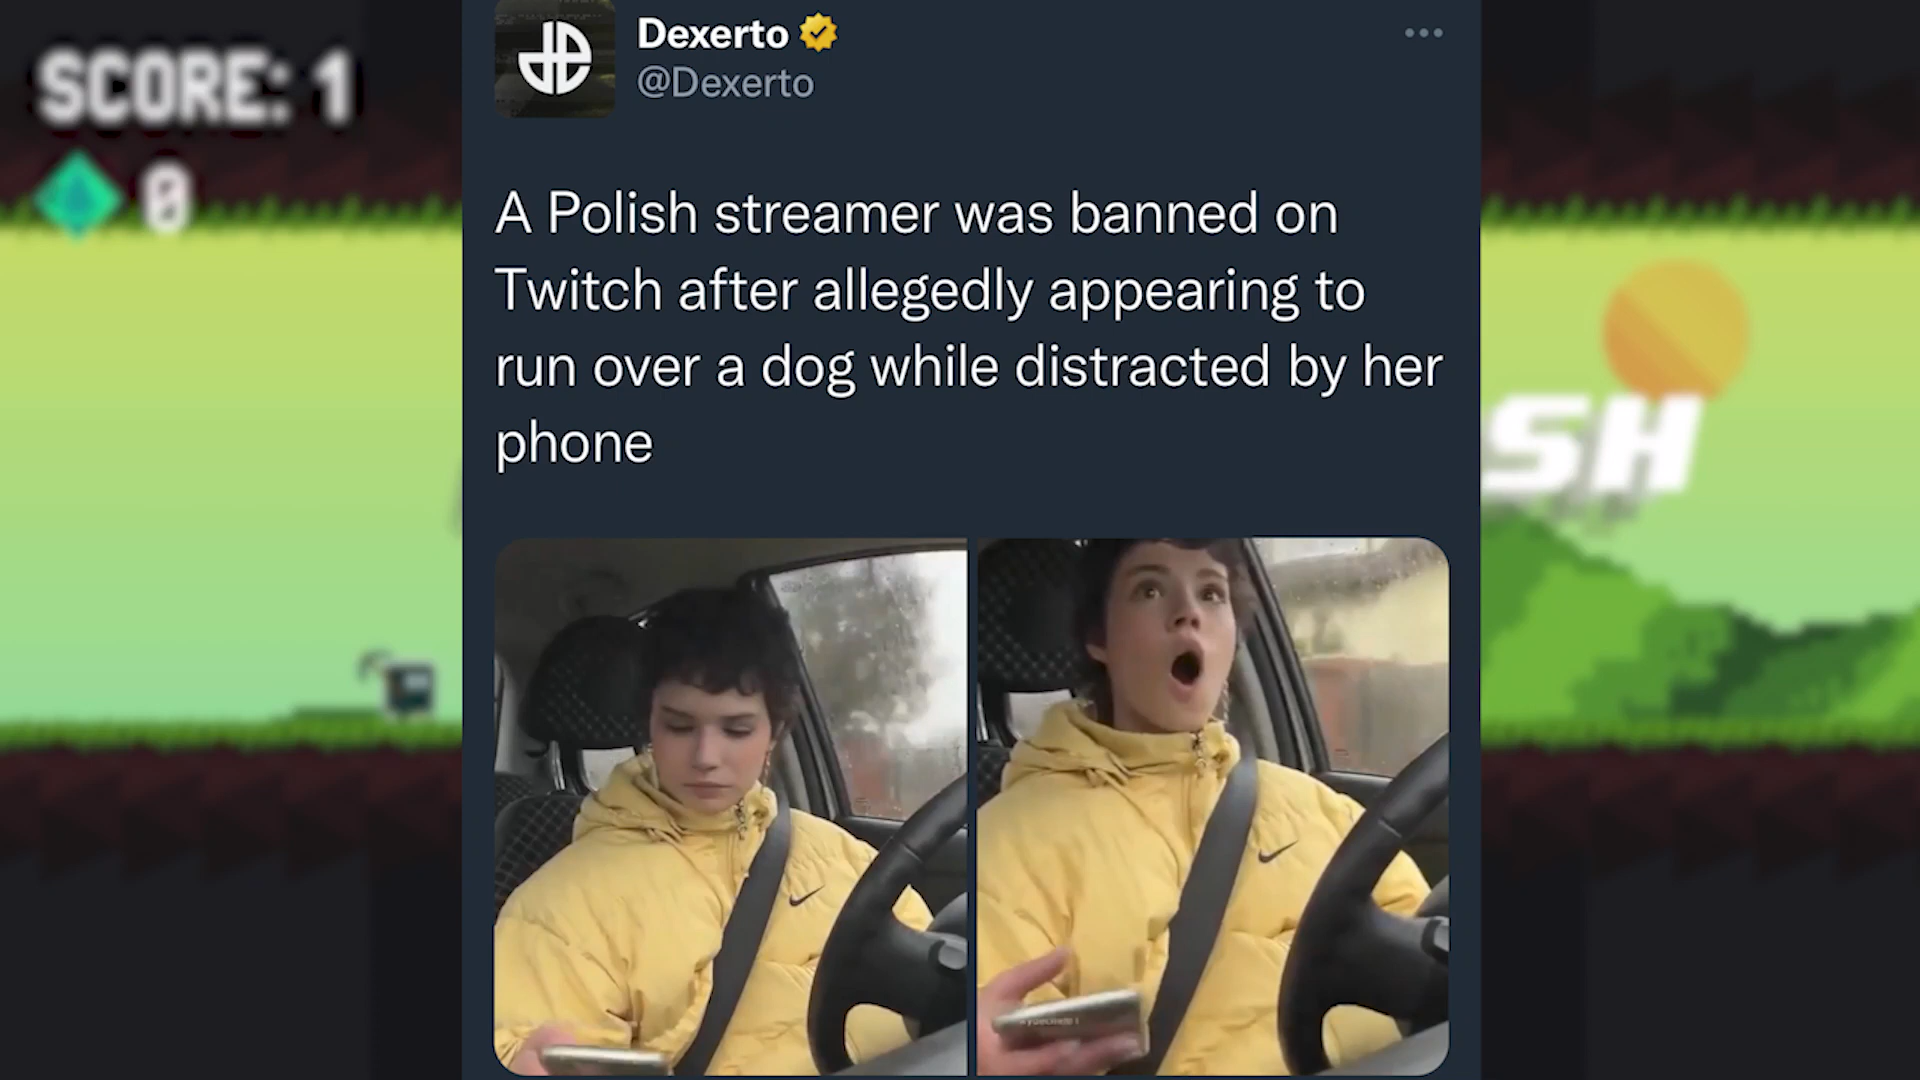 SCORE: 1
0
Dexerto
@Dexerto
A Polish streamer was banned on
Twitch after allegedly appearing to
run over a dog while distracted by her
phone
SH